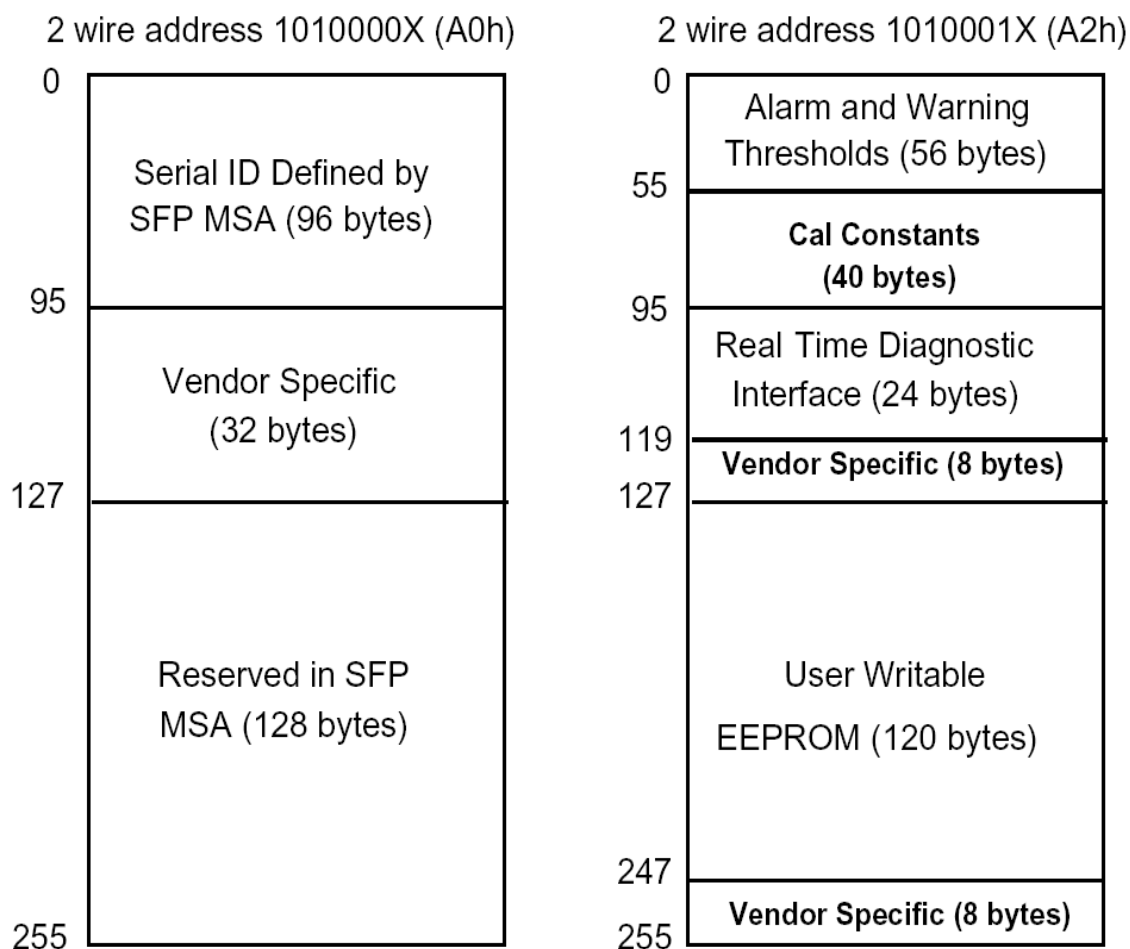 2 wire address 1010000X (A0h)
0
Serial ID Defined by
SFP MSA (96 bytes)
95
Vendor Specific
(32 bytes)
127
Reserved in SFP
MSA (128 bytes)
255
2 wire address 1010001X (A2h)
0
Alarm and Warning
Thresholds (56 bytes)
55
Cal Constants
(40 bytes)
95
Real Time Diagnostic
Interface (24 bytes)
119
Vendor Specific (8 bytes)
127
User Writable
EEPROM (120 bytes)
247
Vendor Specific (8 bytes)
255